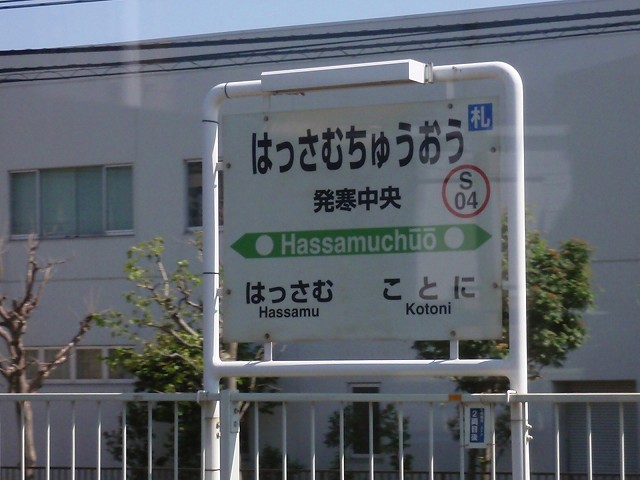 札
はっさむちゅうおう
発寒中央
S
04
Hassamuchūō
はっさむ ことに
Hassamu Kotoni